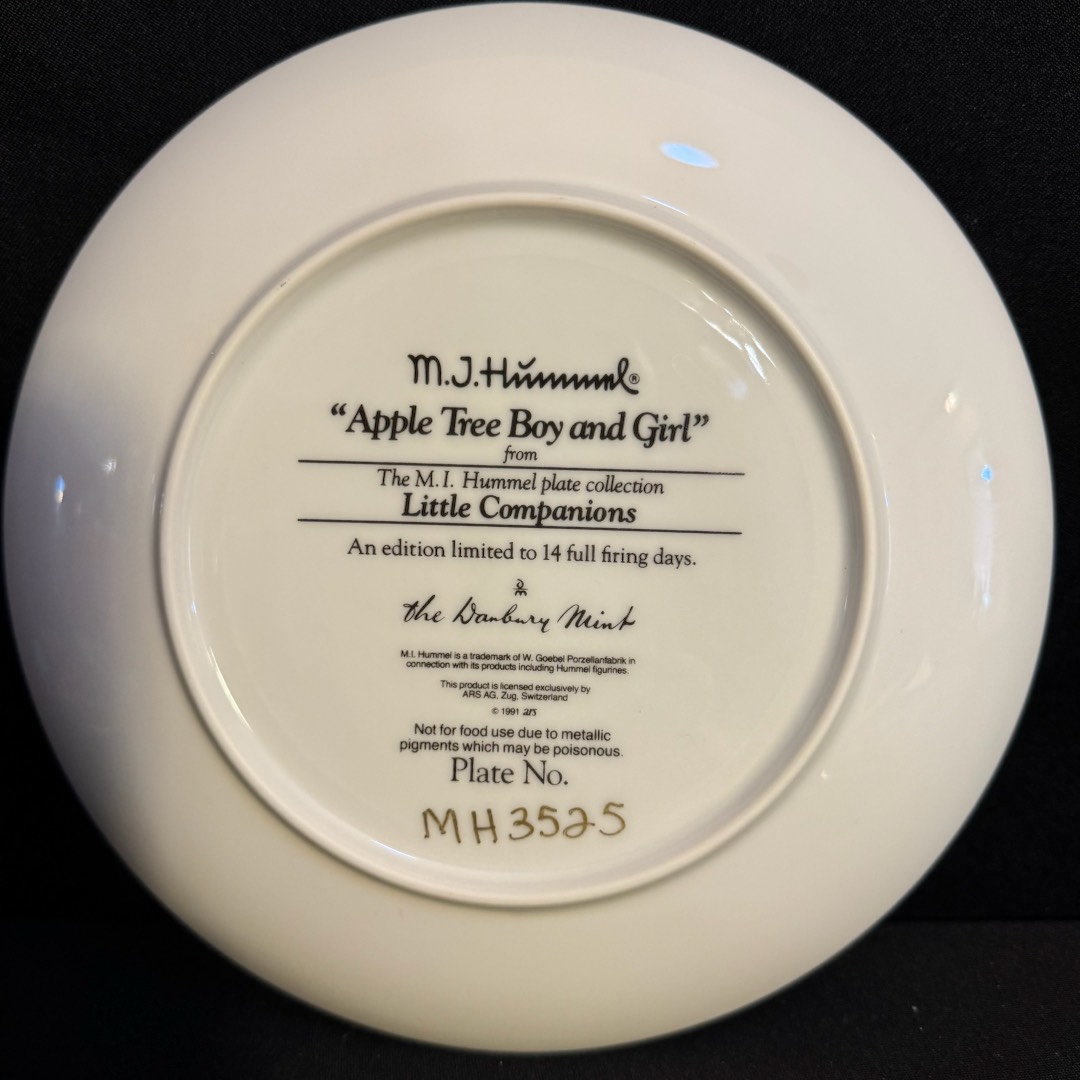 M.J.Hummel®
“Apple Tree Boy and Girl”
from
The M.I. Hummel plate collection
Little Companions
An edition limited to 14 full firing days.
DM
the Danbury Mint
M.I. Hummel is a trademark of W. Goebel Porzellanfabrik in
connection with its products including Hummel figurines.
This product is licensed exclusively by
ARS AG, Zug, Switzerland
© 1991 ars
Not for food use due to metallic
pigments which may be poisonous.
Plate No.
MH3525